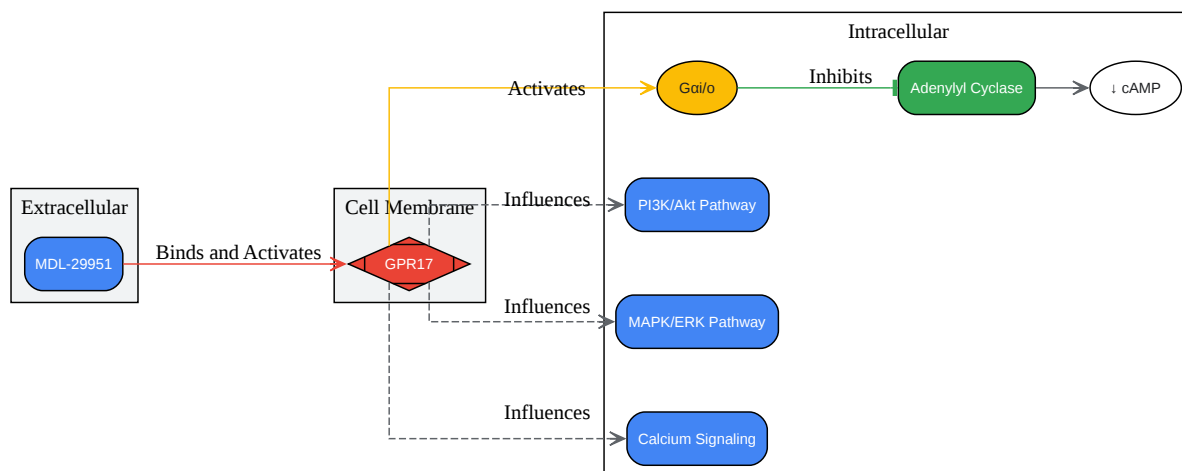 Intracellular
Activates
Gαi/o
Inhibits
Adenylyl Cyclase
↓ cAMP
Extracellular
MDL-29951
Binds and Activates
Cell Membrane
GPR17
Influences
PI3K/Akt Pathway
Influences
MAPK/ERK Pathway
Influences
Calcium Signaling